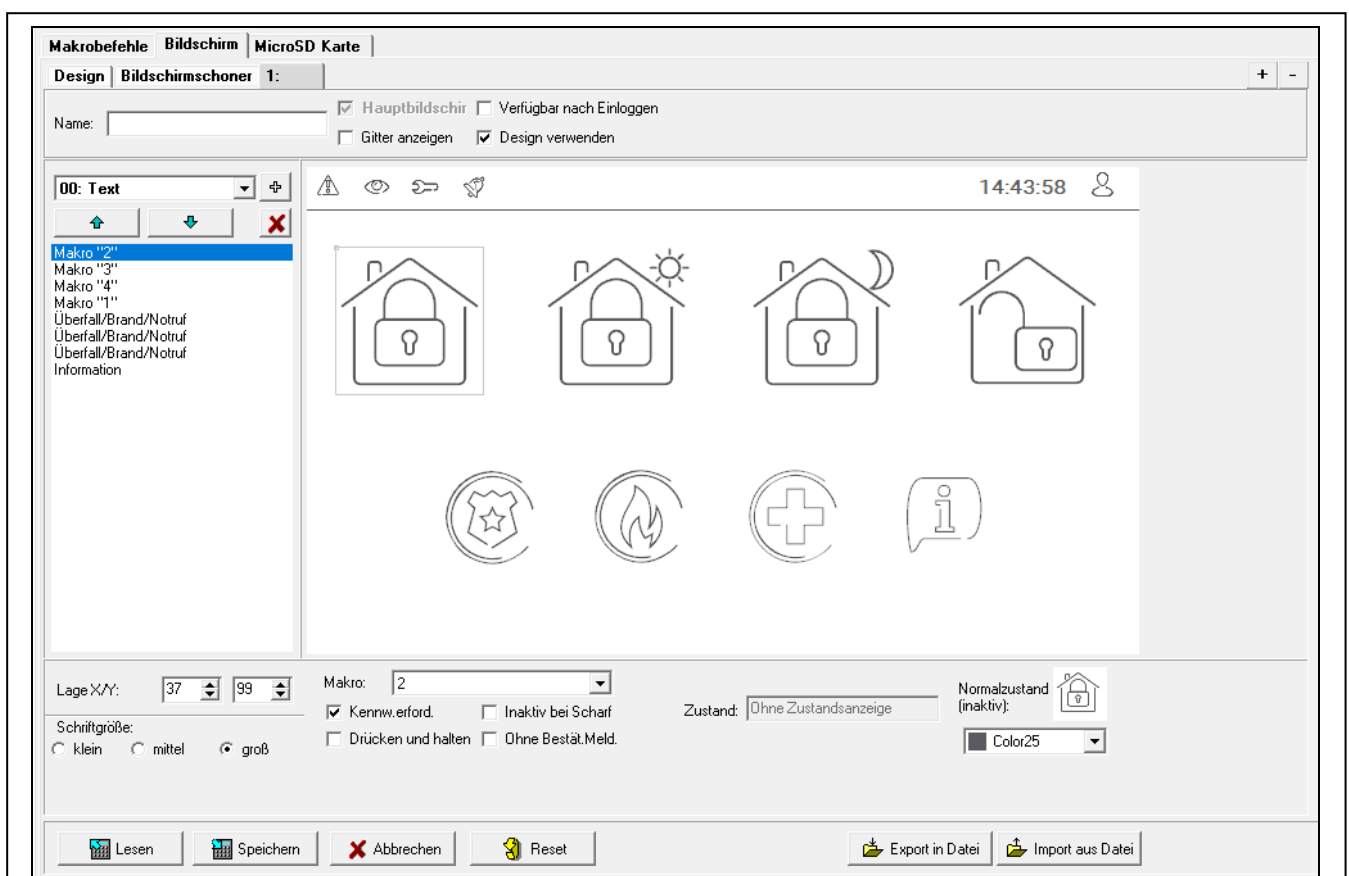 Makrobefehle Bildschirm MicroSD Karte
Design Bildschirmschoner 1: + -
Name: Hauptbildschir Verfügbar nach Einloggen
Gitter anzeigen Design verwenden
00: Text
14:43:58
Makro "2"
Makro "3"
Makro "4"
Makro "1"
Überfall/Brand/Notruf
Überfall/Brand/Notruf
Überfall/Brand/Notruf
Information
Lage X/Y: 37 99
Schriftgröße:
klein mittel groß
Makro: 2
Kennw.erford. Inaktiv bei Scharf
Drücken und halten Ohne Bestät.Meld.
Zustand: Ohne Zustandsanzeige
Normalzustand
(inaktiv):
Color25
Lesen Speichern Abbrechen Reset Export in Datei Import aus Datei